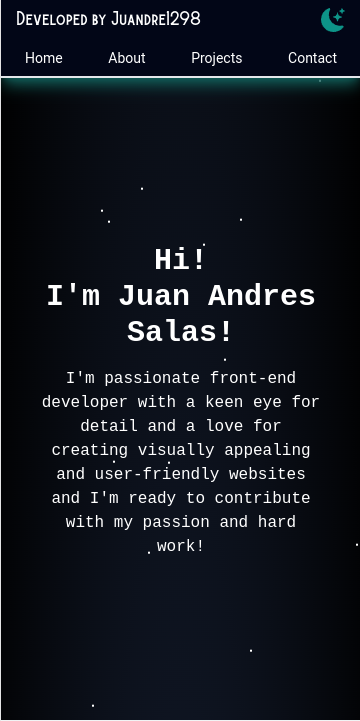 Developed by Juandre1298
Home About Projects Contact
Hi!
I'm Juan Andres
Salas!
I'm passionate front-end
developer with a keen eye for
detail and a love for
creating visually appealing
and user-friendly websites
and I'm ready to contribute
with my passion and hard
work!